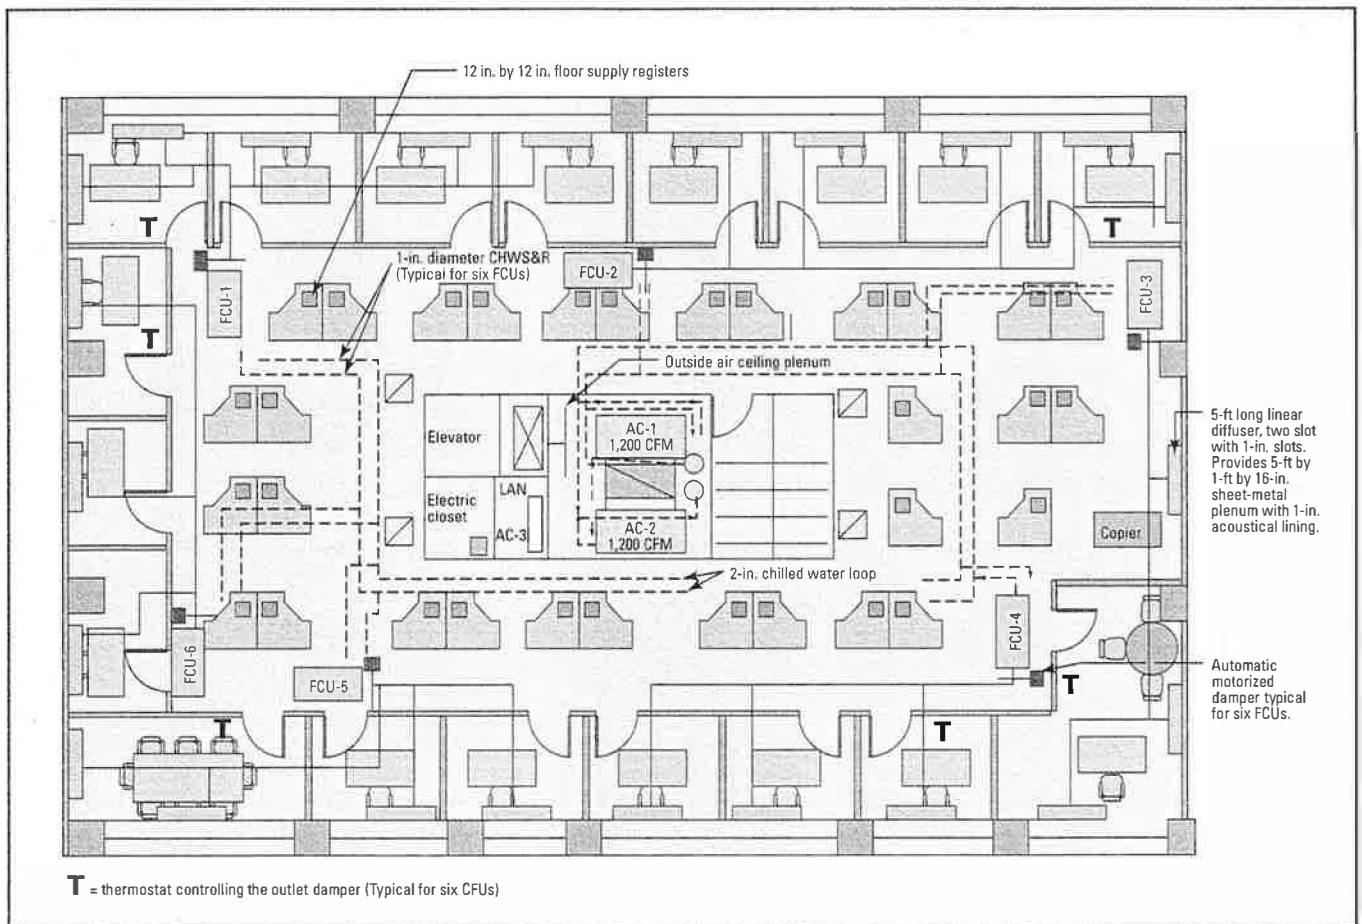 12 in. by 12 in. floor supply registers
T
T
1-in. diameter CHWS&R
(Typical for six FCUs)
FCU-2
FCU-1
FCU-3
T
Outside air ceiling plenum
Elevator
AC-1
1,200 CFM
5-ft long linear
diffuser, two slot
with 1-in. slots.
Provides 5-ft by
1-ft by 16-in.
sheet-metal
plenum with 1-in.
acoustical lining.
Electric
closet
LAN
AC-3
AC-2
1,200 CFM
Copier
2-in. chilled water loop
FCU-4
FCU-6
FCU-5
T
Automatic
motorized
damper typical
for six FCUs.
T
T
T = thermostat controlling the outlet damper (Typical for six CFUs)